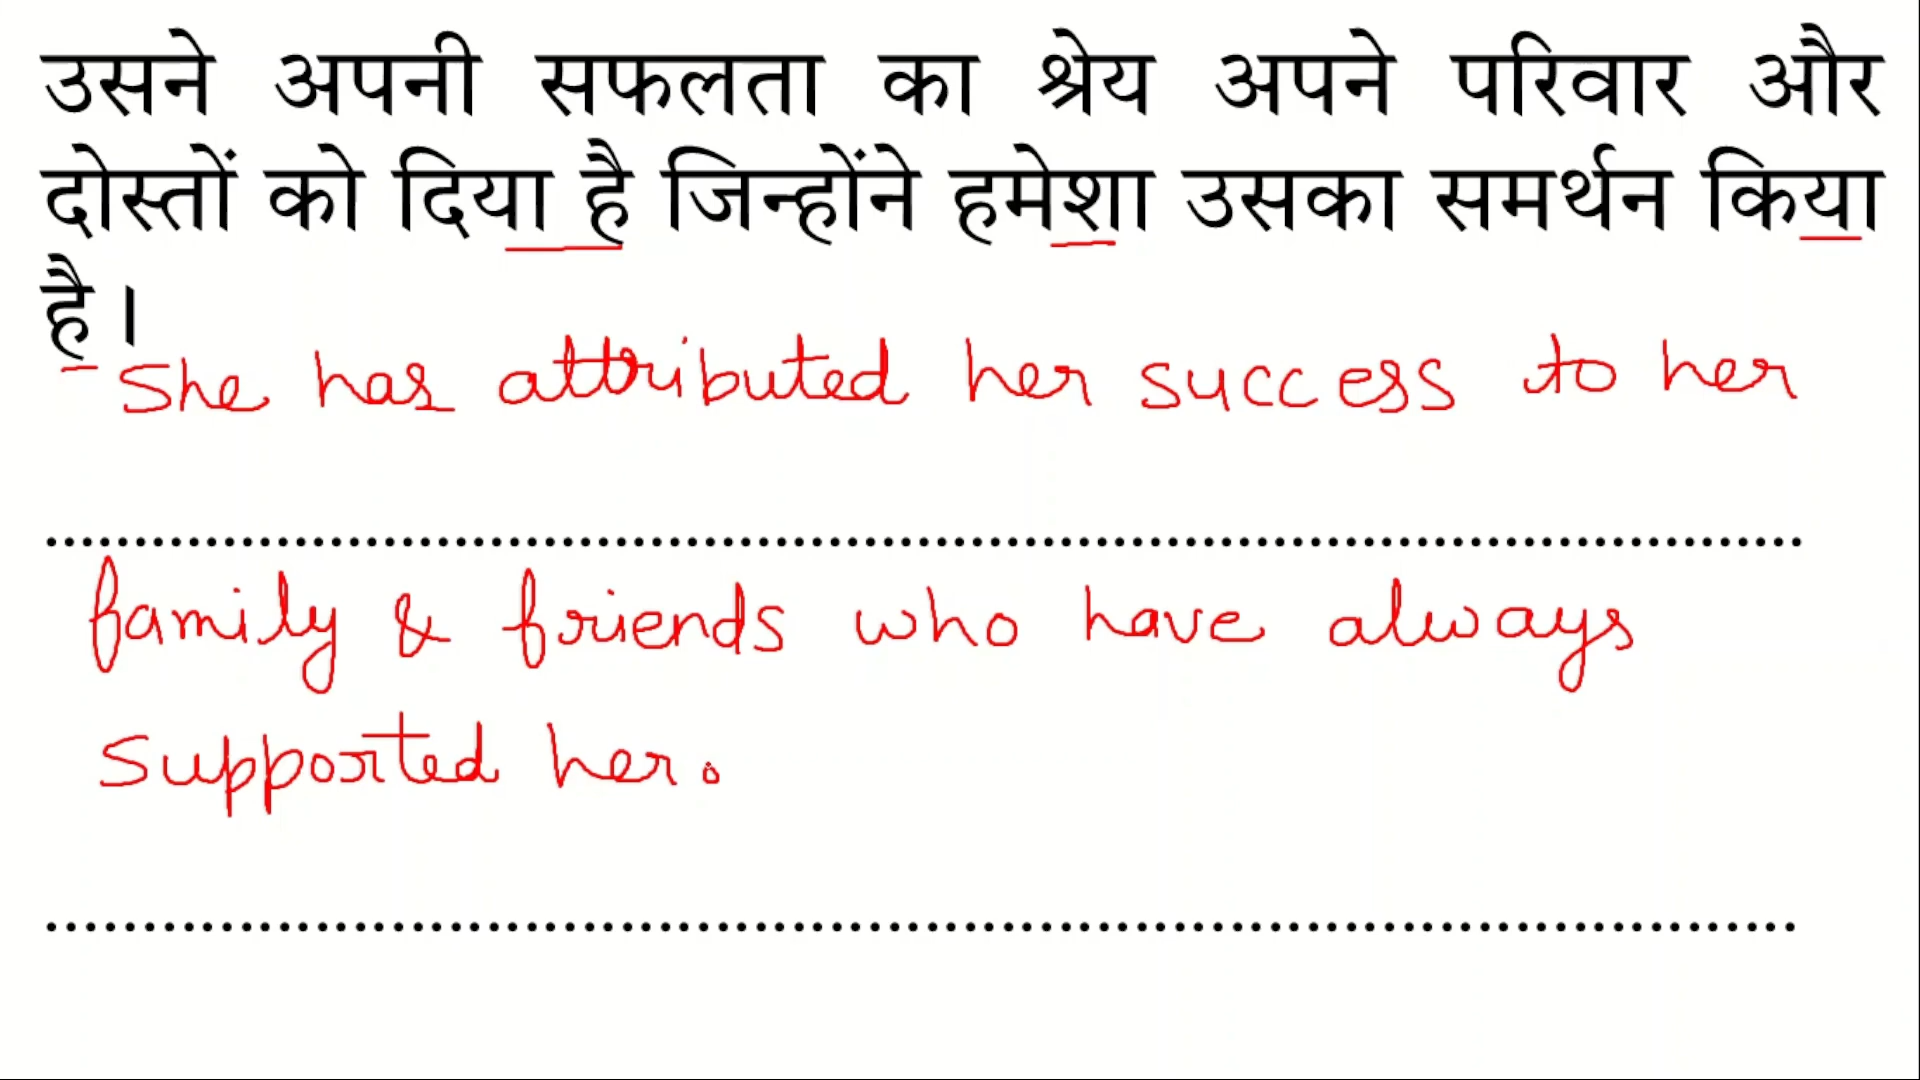 उसने अपनी सफलता का श्रेय अपने परिवार और
दोस्तों को दिया है जिन्होंने हमेशा उसका समर्थन किया
है।
She has attributed her success to her
family & friends who have always
supported her.